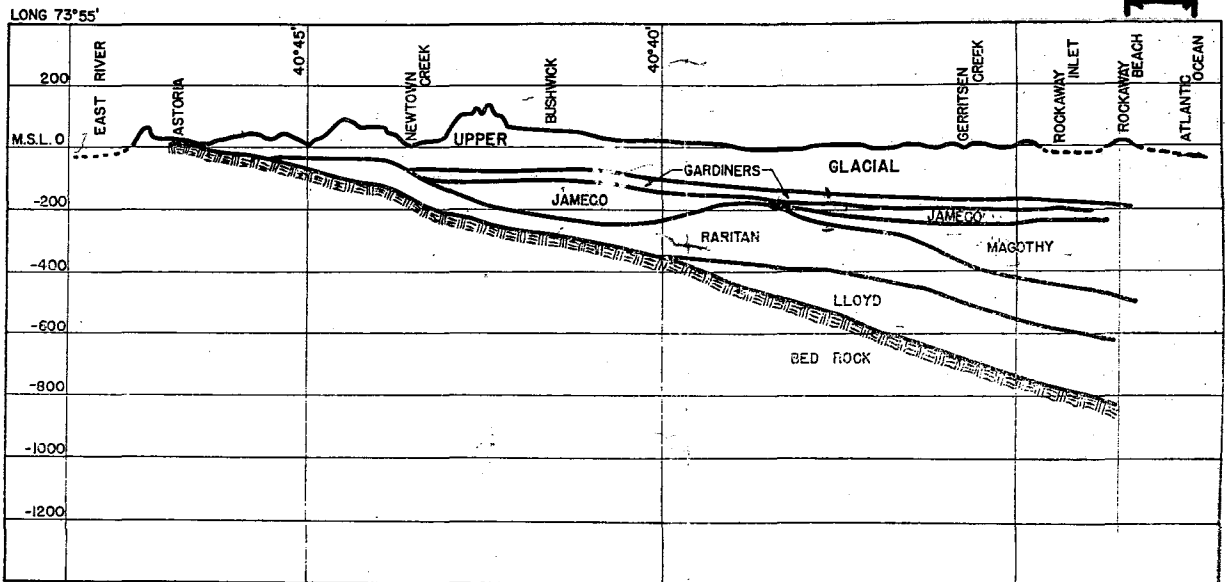 LONG 73°55'
EAST RIVER
ASTORIA
40°45'
NEWTOWN CREEK
BUSHWICK
40°40'
GERRITSEN CREEK
ROCKAWAY INLET
ROCKAWAY BEACH
ATLANTIC OCEAN
200
M.S.L. 0
UPPER
GLACIAL
GARDINERS
-200
JAMECO
JAMECO
RARITAN
MAGOTHY
-400
LLOYD
-600
BED ROCK
-800
-1000
-1200